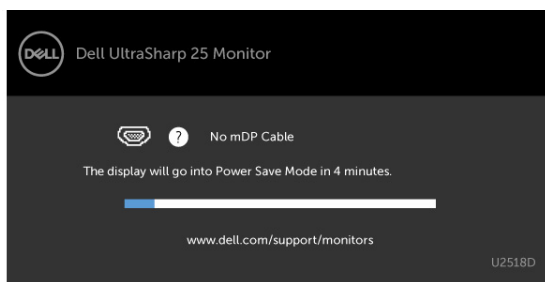 DELL
Dell UltraSharp 25 Monitor
? No mDP Cable
The display will go into Power Save Mode in 4 minutes.
www.dell.com/support/monitors
U2518D